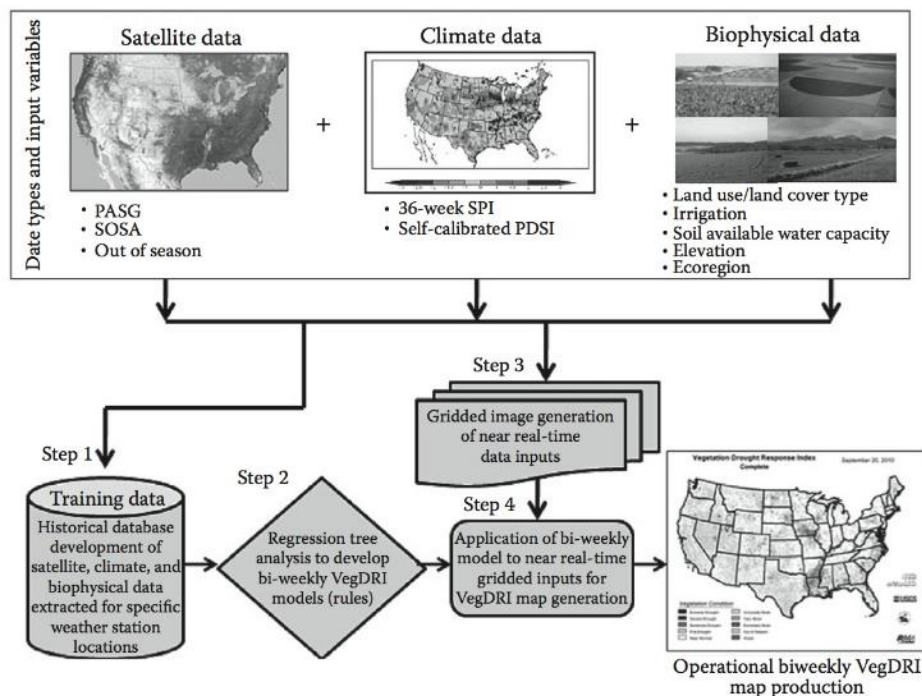 Date types and input variables
Satellite data
+
Climate data
+
Biophysical data
• PASG
• SOSA
• Out of season
• 36-week SPI
• Self-calibrated PDSI
• Land use/land cover type
• Irrigation
• Soil available water capacity
• Elevation
• Ecoregion
Step 1
Training data
Historical database
development of
satellite, climate, and
biophysical data
extracted for specific
weather station
locations
Step 2
Regression tree
analysis to develop
bi-weekly VegDRI
models (rules)
Step 3
Gridded image generation
of near real-time
data inputs
Step 4
Application of bi-weekly
model to near real-time
gridded inputs for
VegDRI map generation
Vegetation Drought Response Index
Complete
September 20, 2010
Vegetation Condition
Operational biweekly VegDRI
map production